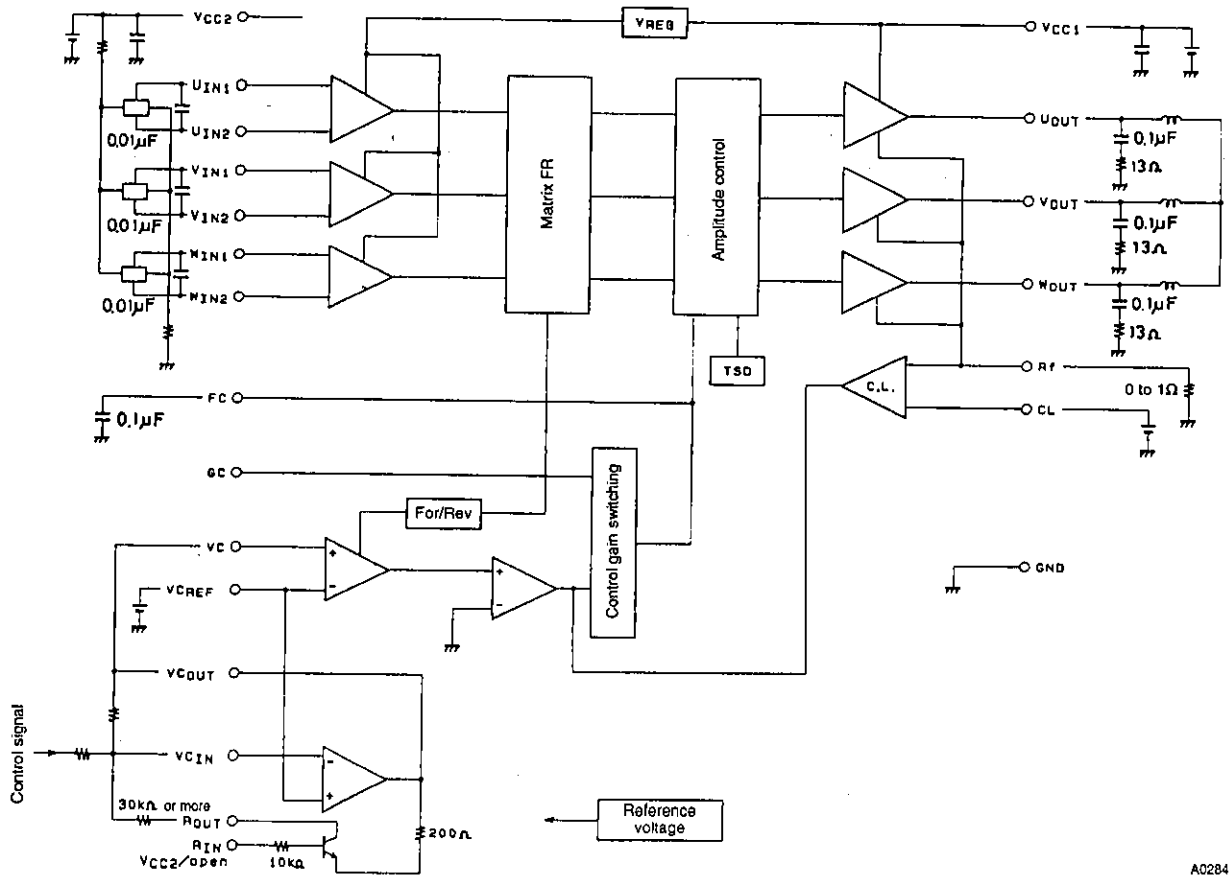 VCC2
VREG
VCC1
UIN1
UIN2
0.01μF
VIN1
VIN2
0.01μF
WIN1
WIN2
0.01μF
Matrix FR
Amplitude control
UOUT
0.1μF
13Ω
VOUT
0.1μF
13Ω
WOUT
0.1μF
13Ω
TSD
C.L.
Rf
0 to 1Ω
CL
FC
0.1μF
GC
Control gain switching
For/Rev
VC
+
-
+
-
VCREF
GND
VCOUT
Control signal
VCIN
-
+
30kΩ or more
ROUT
200Ω
RIN
10kΩ
VCC2/open
Reference
voltage
A0284